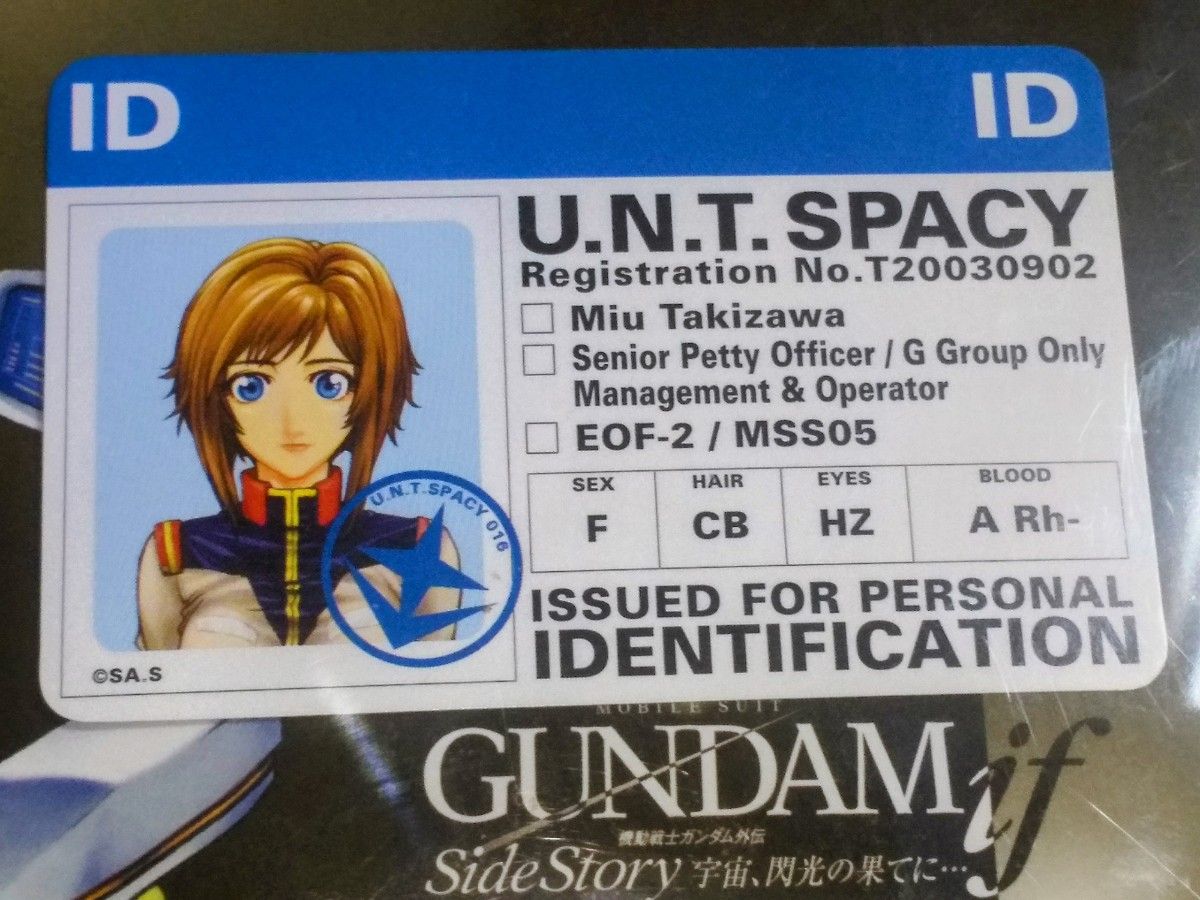 ID
ID
U.N.T. SPACY
Registration No.T20030902
Miu Takizawa
Senior Petty Officer / G Group Only
Management & Operator
EOF-2 / MSS05
SEX HAIR EYES BLOOD
F CB HZ A Rh-
ISSUED FOR PERSONAL
IDENTIFICATION
U.N.T.SPACY 016
©SA.S
MOBILE SUIT
GUNDAM if
機動戦士ガンダム外伝
Side Story 宇宙、閃光の果てに…